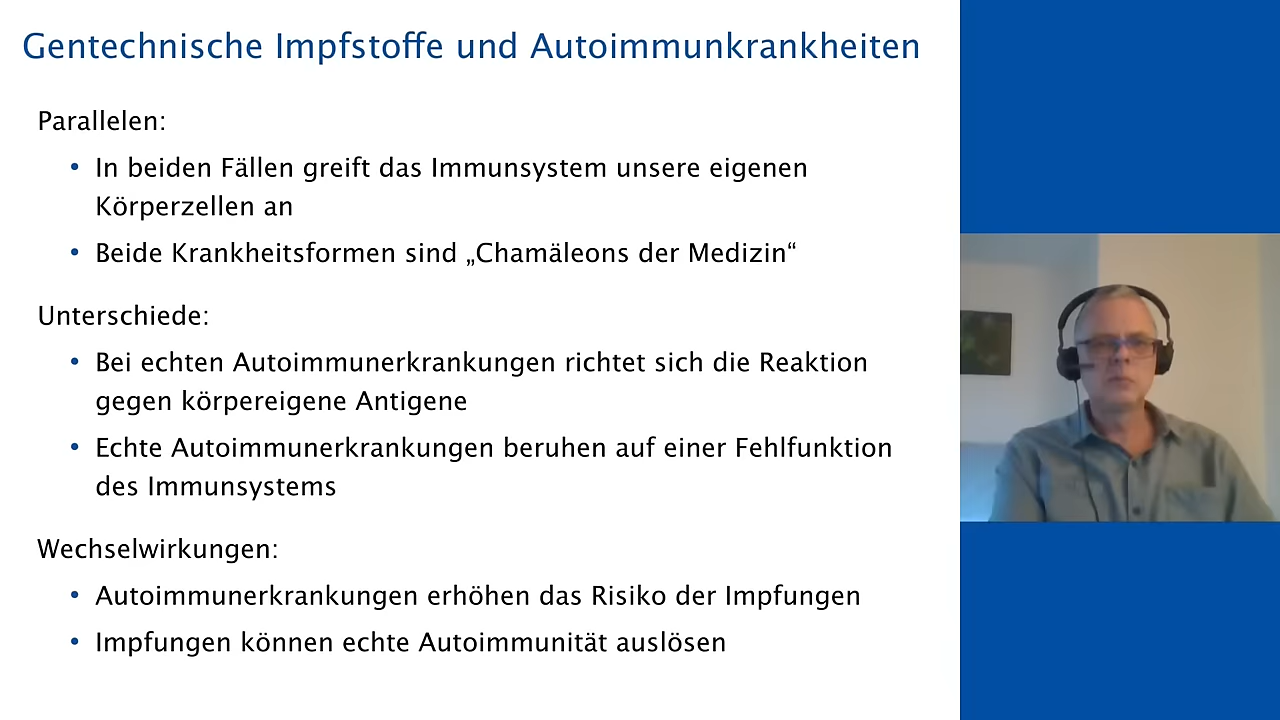 Gentechnische Impfstoffe und Autoimmunkrankheiten
Parallelen:
• In beiden Fällen greift das Immunsystem unsere eigenen
Körperzellen an
• Beide Krankheitsformen sind „Chamäleons der Medizin“
Unterschiede:
• Bei echten Autoimmunerkrankungen richtet sich die Reaktion
gegen körpereigene Antigene
• Echte Autoimmunerkrankungen beruhen auf einer Fehlfunktion
des Immunsystems
Wechselwirkungen:
• Autoimmunerkrankungen erhöhen das Risiko der Impfungen
• Impfungen können echte Autoimmunität auslösen